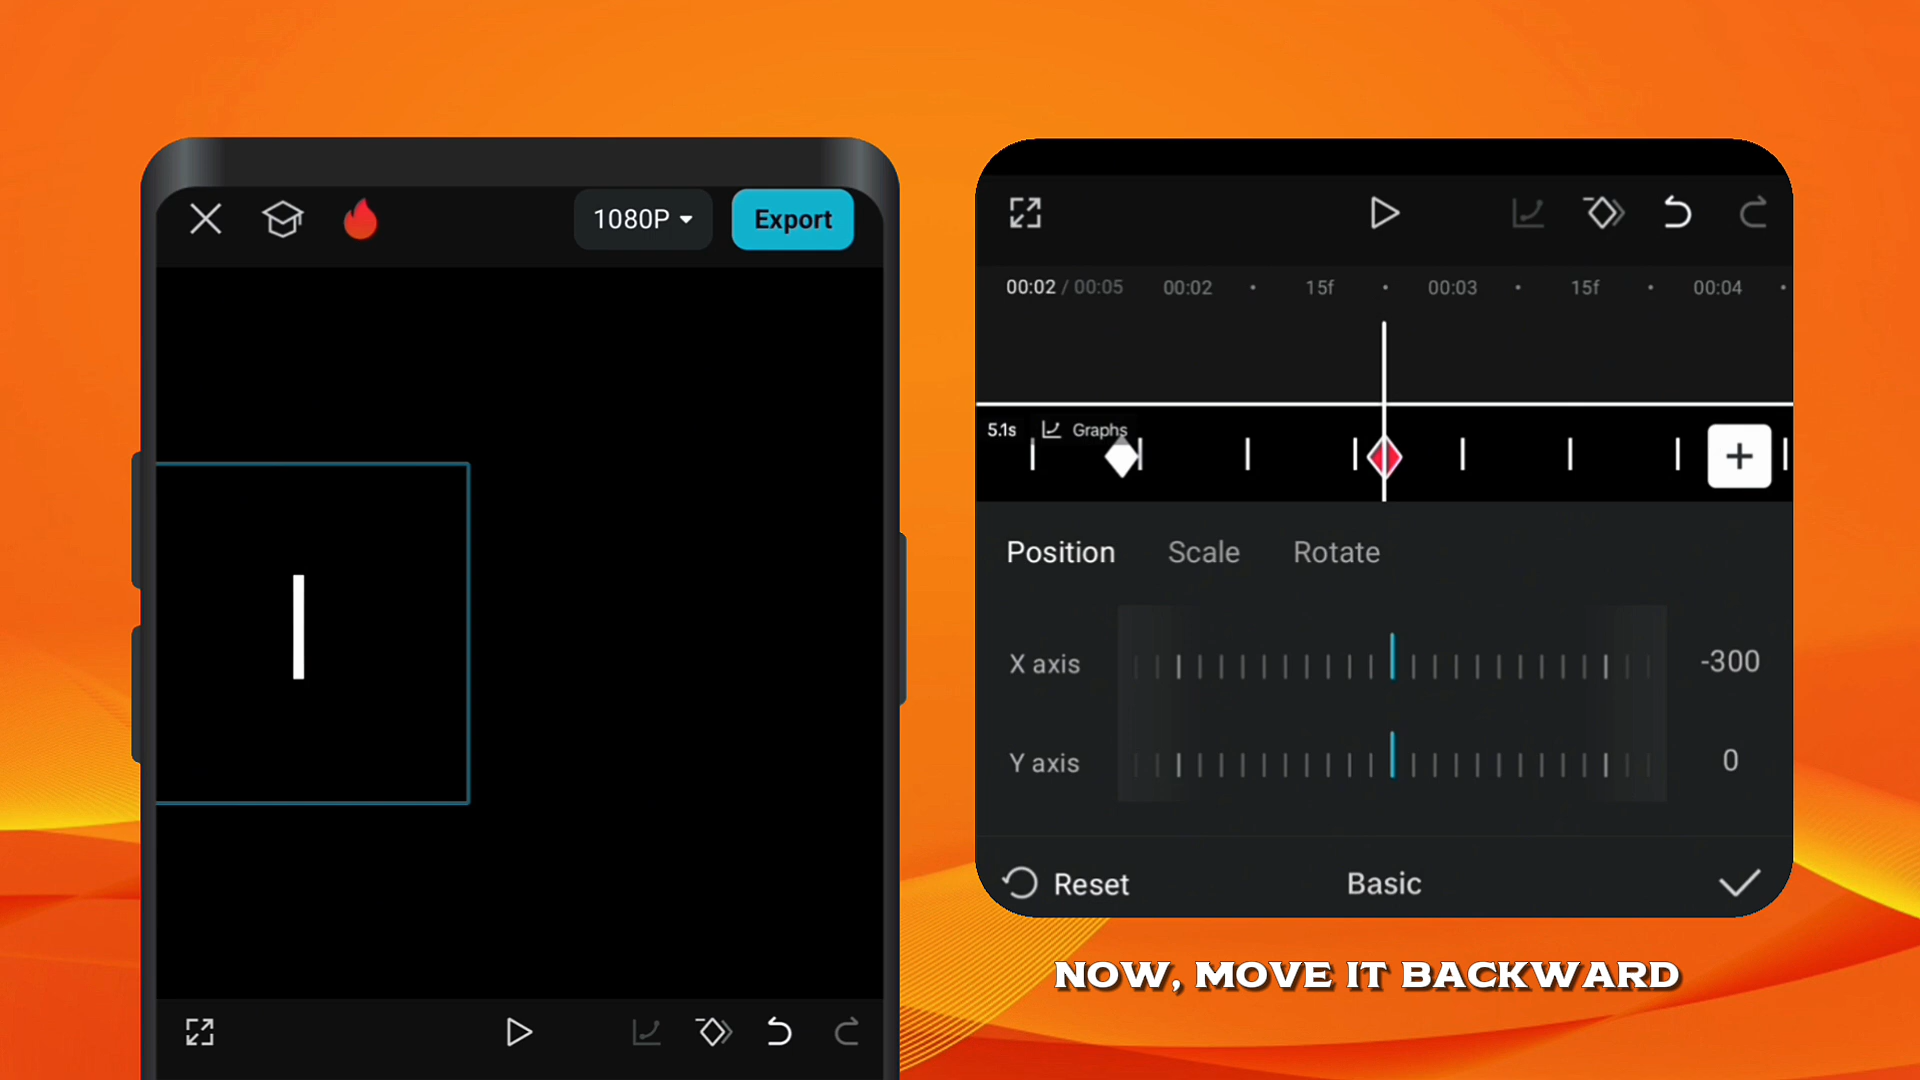 1080P Export
00:02 / 00:05 00:02 15f 00:03 15f 00:04
5.1s Graphs
Position Scale Rotate
X axis -300
Y axis 0
Reset Basic
NOW, MOVE IT BACKWARD